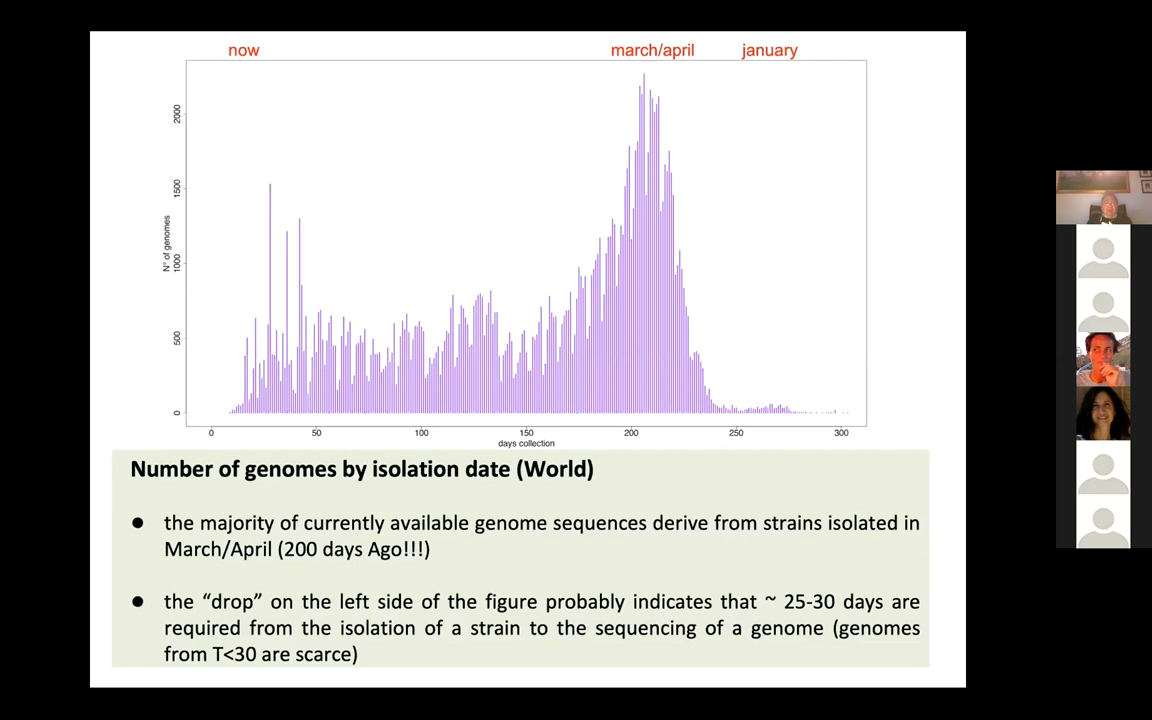 now march/april january
2000
1500
1000
500
0
N° of genomes
0 50 100 150 200 250 300
days collection
Number of genomes by isolation date (World)
● the majority of currently available genome sequences derive from strains isolated in
March/April (200 days Ago!!!)
● the “drop” on the left side of the figure probably indicates that ~ 25-30 days are
required from the isolation of a strain to the sequencing of a genome (genomes
from T<30 are scarce)